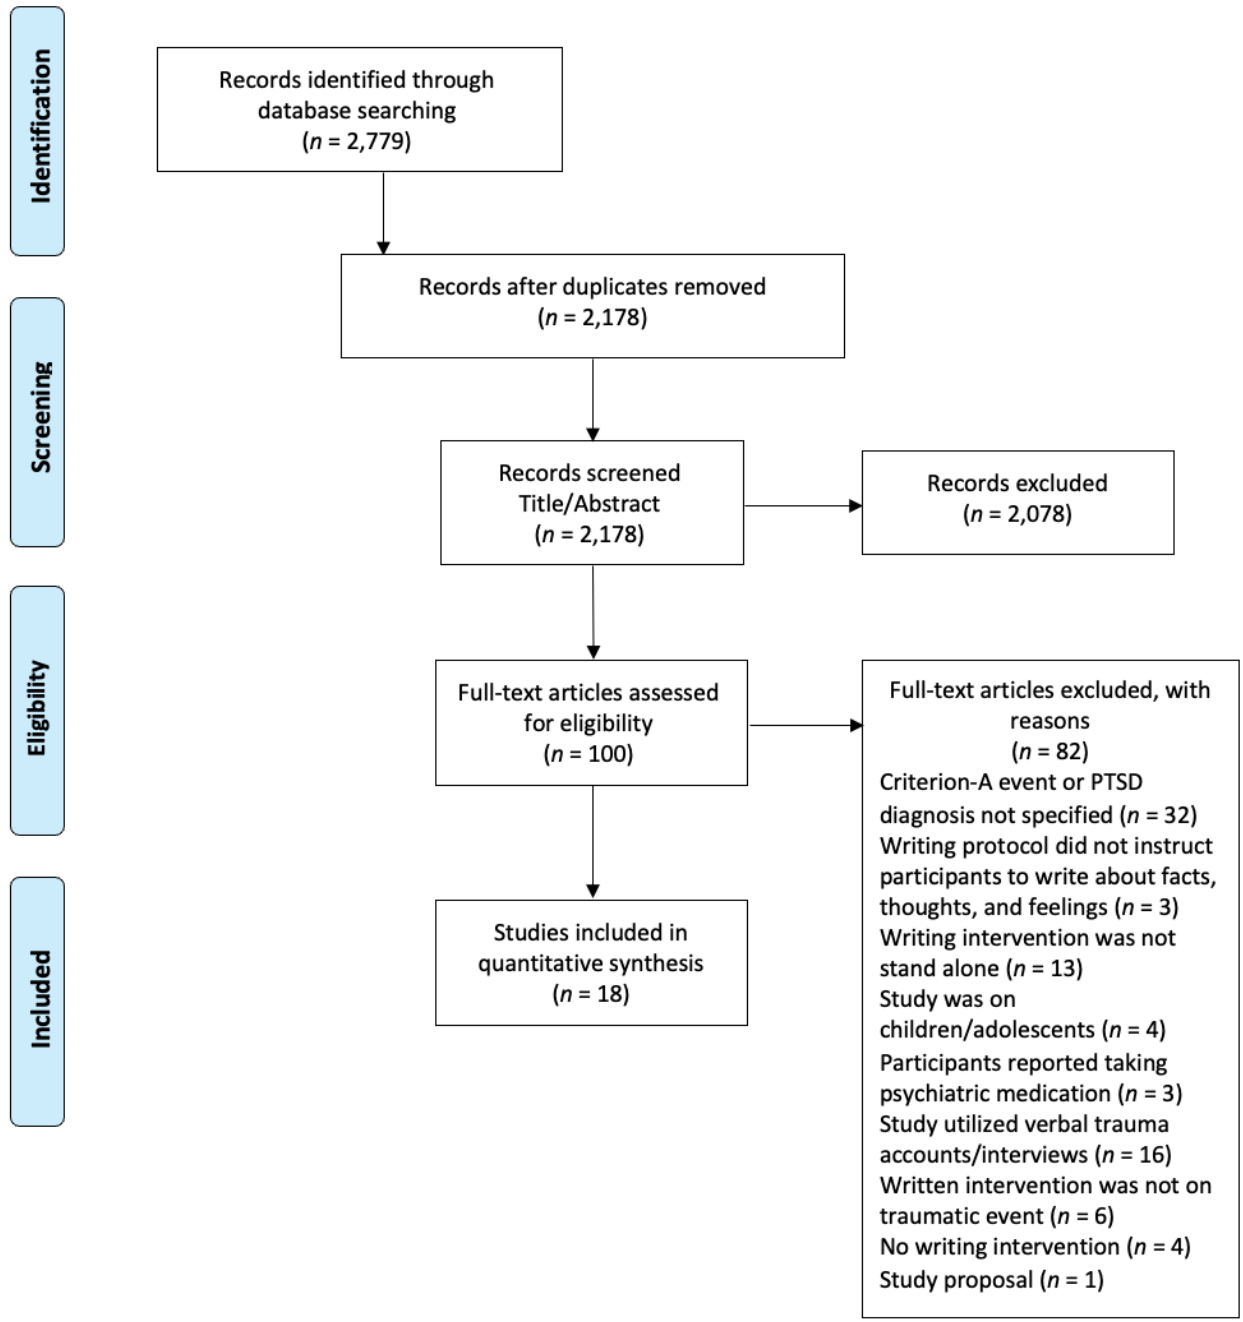 Identification
Records identified through
database searching
(n = 2,779)
Records after duplicates removed
(n = 2,178)
Screening
Records screened
Title/Abstract
(n = 2,178)
Records excluded
(n = 2,078)
Eligibility
Full-text articles assessed
for eligibility
(n = 100)
Full-text articles excluded, with
reasons
(n = 82)
Criterion-A event or PTSD
diagnosis not specified (n = 32)
Writing protocol did not instruct
participants to write about facts,
thoughts, and feelings (n = 3)
Writing intervention was not
stand alone (n = 13)
Study was on
children/adolescents (n = 4)
Participants reported taking
psychiatric medication (n = 3)
Study utilized verbal trauma
accounts/interviews (n = 16)
Written intervention was not on
traumatic event (n = 6)
No writing intervention (n = 4)
Study proposal (n = 1)
Included
Studies included in
quantitative synthesis
(n = 18)